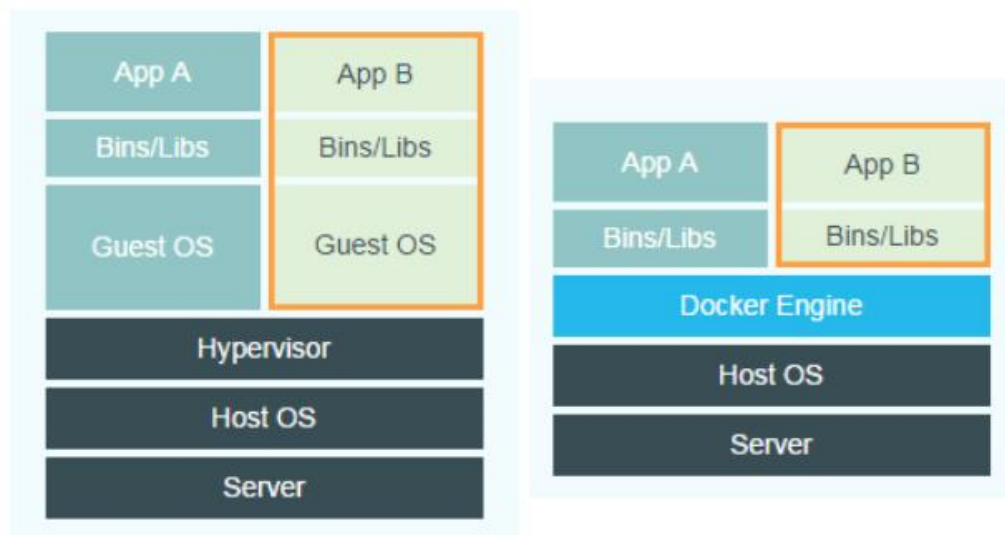 App A
App B
Bins/Libs
Bins/Libs
Guest OS
Guest OS
Hypervisor
Host OS
Server
App A
App B
Bins/Libs
Bins/Libs
Docker Engine
Host OS
Server